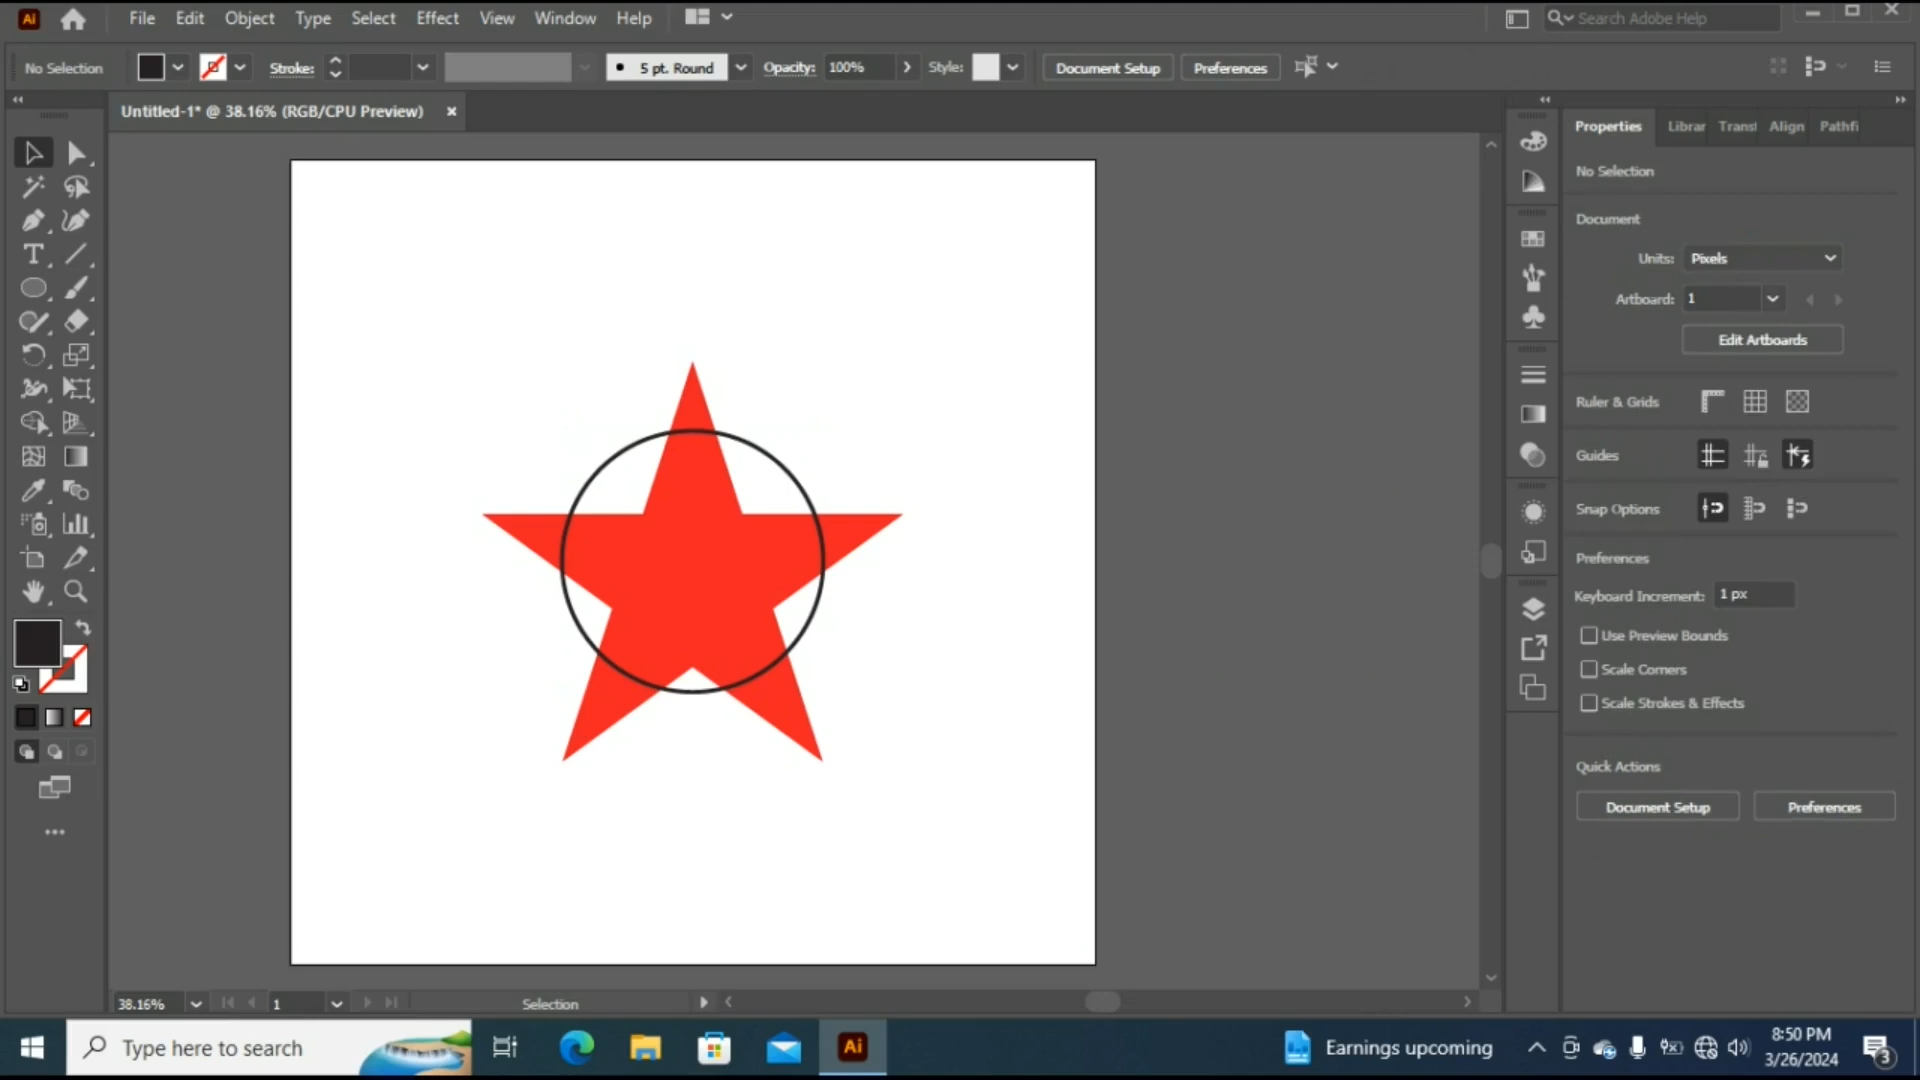 Ai File Edit Object Type Select Effect View Window Help Search Adobe Help
No Selection Stroke: 5 pt. Round Opacity: 100% Style: Document Setup Preferences
Untitled-1* @ 38.16% (RGB/CPU Preview) ×
Properties Librar Transf Align Pathfi
No Selection
Document
Units: Pixels
Artboard: 1
Edit Artboards
Ruler & Grids
Guides
Snap Options
Preferences
Keyboard Increment: 1 px
Use Preview Bounds
Scale Corners
Scale Strokes & Effects
Quick Actions
Document Setup Preferences
38.16% 1 Selection
Type here to search Ai Earnings upcoming 8:50 PM
3/26/2024
3